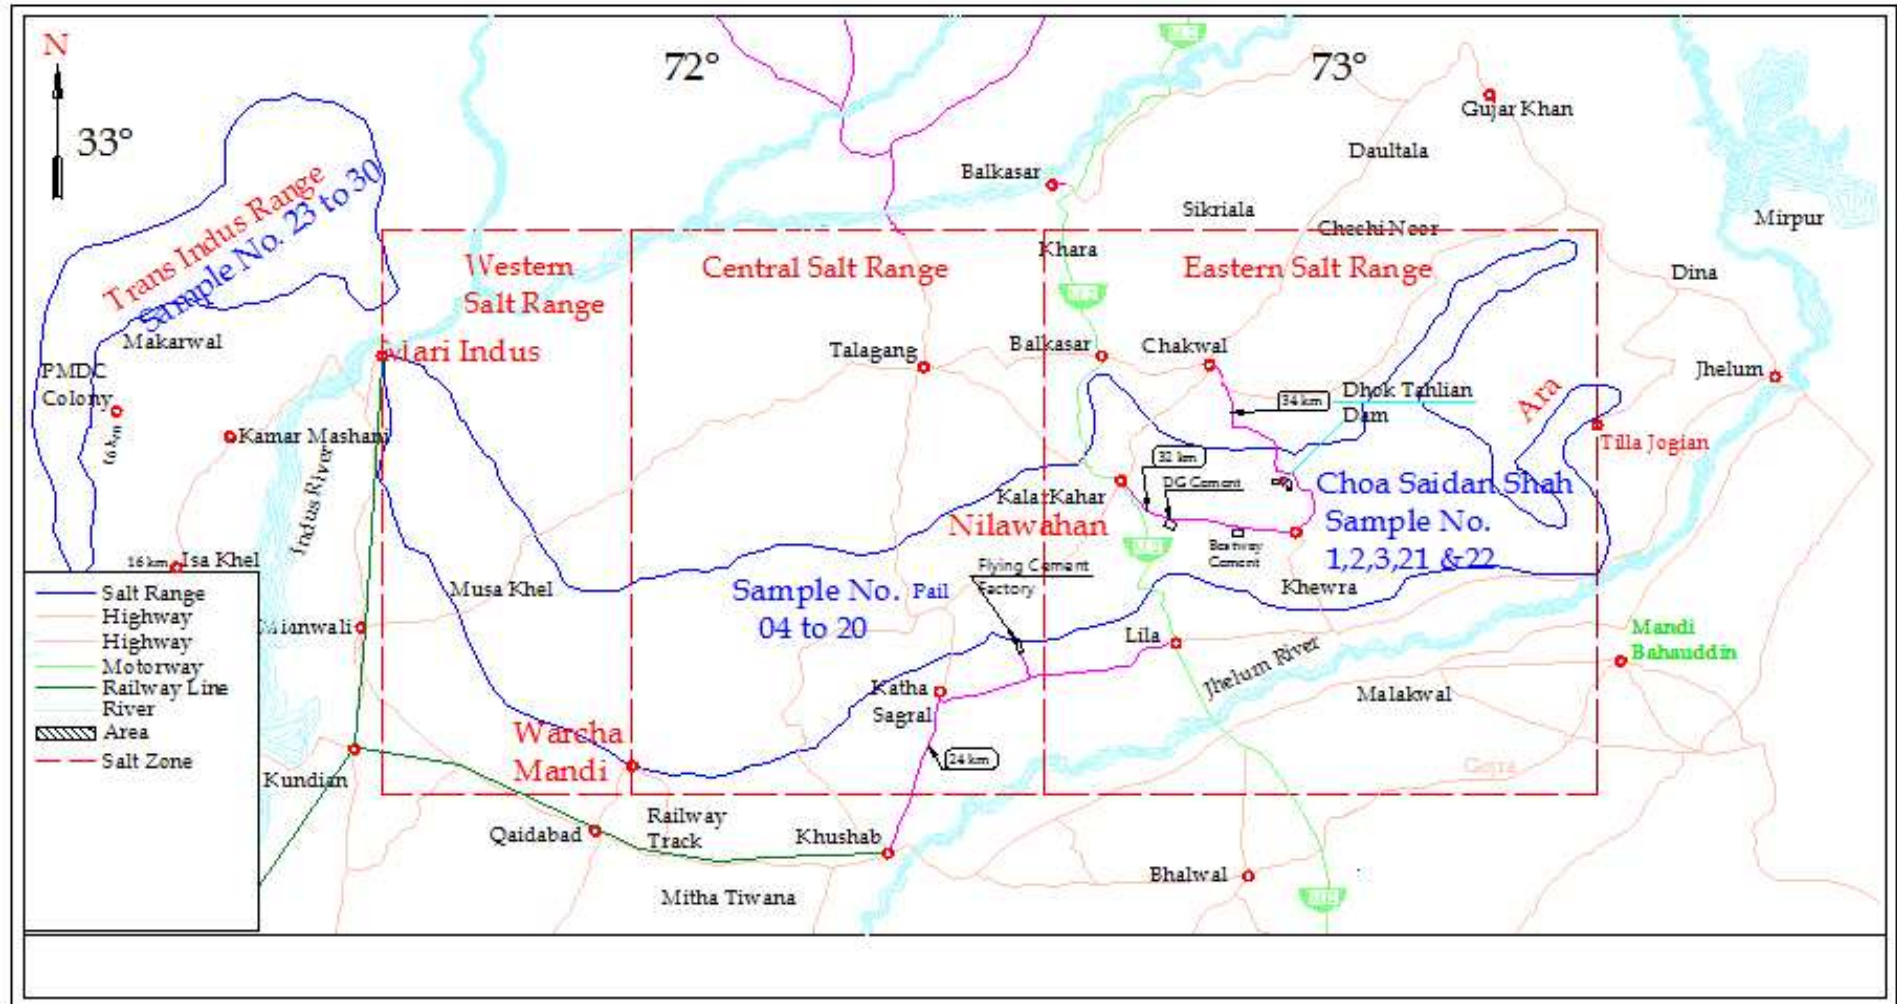 N
33°
72°
73°
Gujar Khan
Daultala
Balkasar
Sikriala
Chechi Noor
Mirpur
Trans Indus Range
Sample No. 23 to 30
Khara
Western
Salt Range
Central Salt Range
Eastern Salt Range
Dina
Makarwal
Mari Indus
Talagang
Balkasar
Chakwal
Jhelum
PMDC
Colony
34 km
Dhok Tahlian
Dam
Ara
Tilla Jogian
Kamar Mashani
Indus River
32 km
DG Cement
Kalar Kahar
Nilawahan
Choa Saidan Shah
Sample No.
1,2,3,21 &22
Bestway
Cement
16 km
Isa Khel
Flying Cement
Factory
Khewra
Musa Khel
Sample No.
04 to 20
Pail
Salt Range
Highway
Highway
Motorway
Railway Line
River
Area
Salt Zone
Mianwali
Lila
Jhelum River
Mandi
Bahauddin
Katha
Sagral
Malakwal
Warcha
Mandi
24 km
Gojra
Kundian
Qaidabad
Railway
Track
Khushab
Bhalwal
Mitha Tiwana